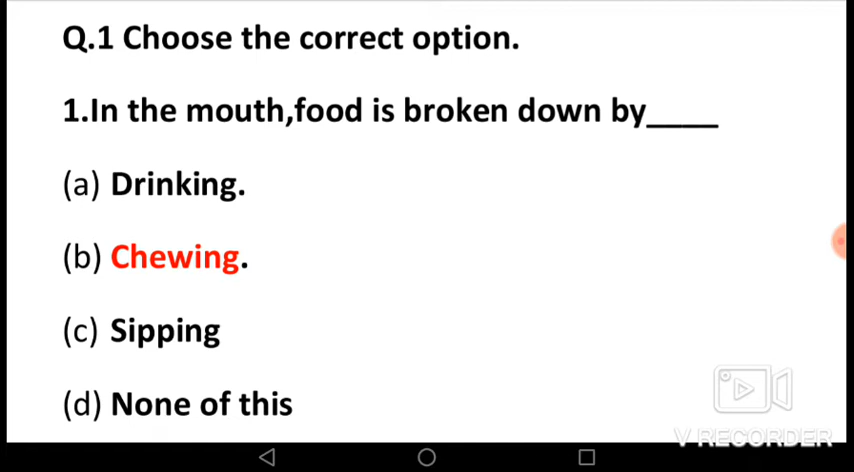 Q.1 Choose the correct option.
1.In the mouth,food is broken down by____
(a) Drinking.
(b) Chewing.
(c) Sipping
(d) None of this
V RECORDER